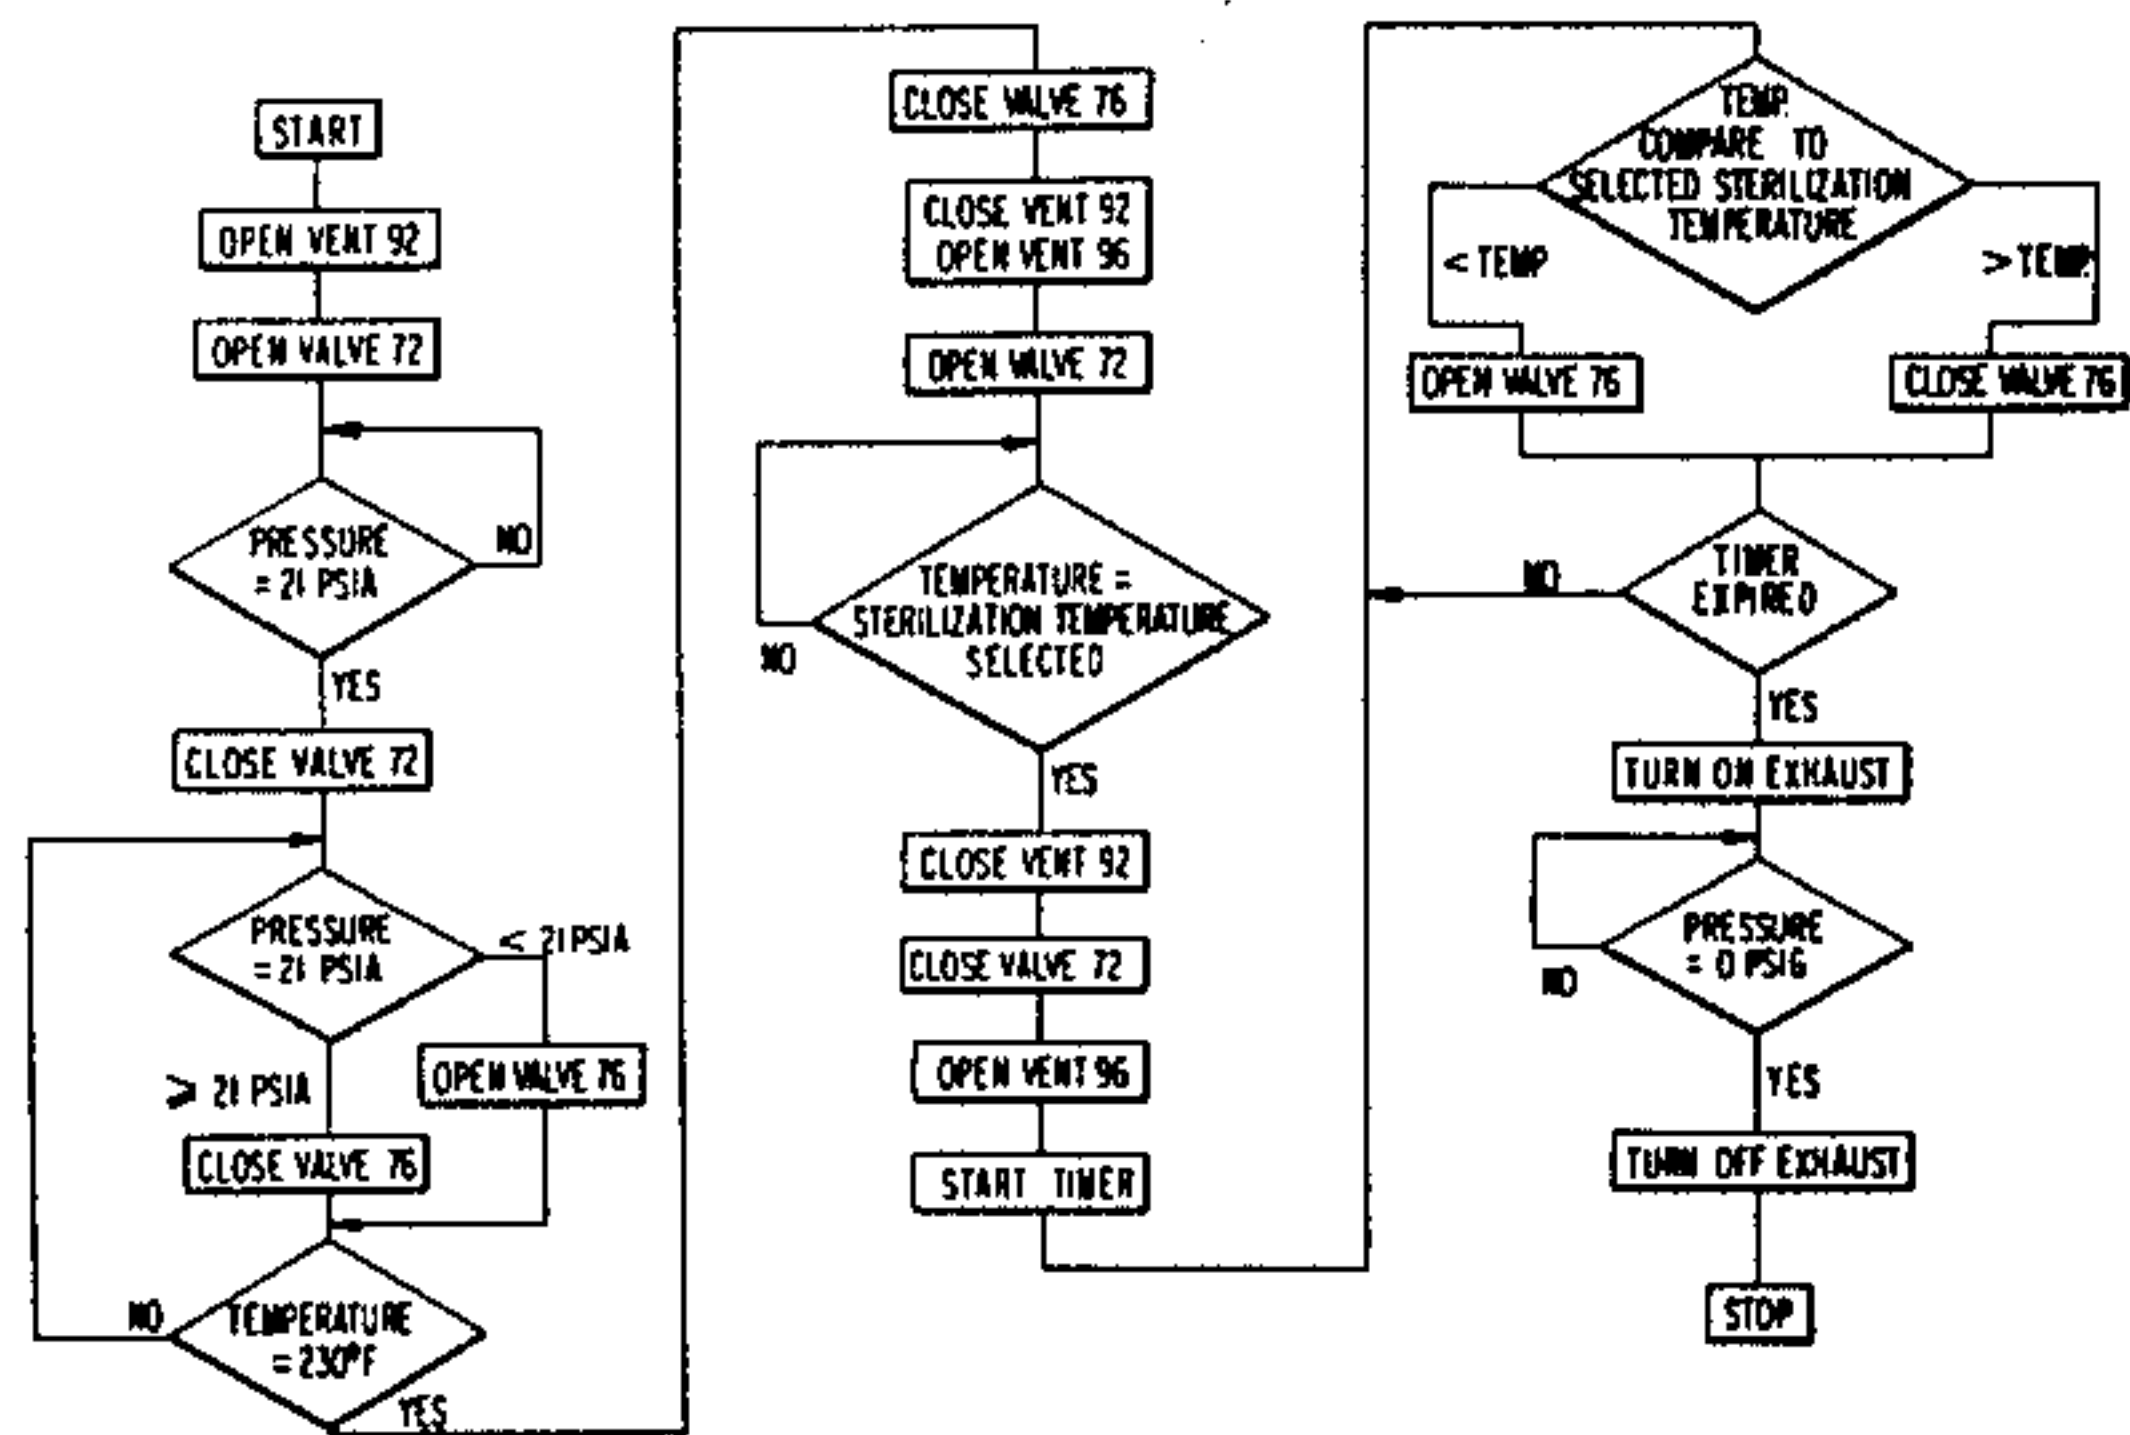 START
OPEN VENT 92
OPEN VALVE 72
PRESSURE
= 21 PSIA
NO
YES
CLOSE VALVE 72
PRESSURE
= 21 PSIA
< 21 PSIA
≥ 21 PSIA
OPEN VALVE 76
CLOSE VALVE 76
TEMPERATURE
= 230°F
NO
YES
CLOSE VALVE 76
CLOSE VENT 92
OPEN VENT 96
OPEN VALVE 72
TEMPERATURE =
STERILIZATION TEMPERATURE
SELECTED
NO
YES
CLOSE VENT 92
CLOSE VALVE 72
OPEN VENT 96
START TIMER
TEMP.
COMPARE TO
SELECTED STERILIZATION
TEMPERATURE
< TEMP
> TEMP.
OPEN VALVE 76
CLOSE VALVE 76
TIMER
EXPIRED
NO
YES
TURN ON EXHAUST
PRESSURE
= 0 PSIG
NO
YES
TURN OFF EXHAUST
STOP